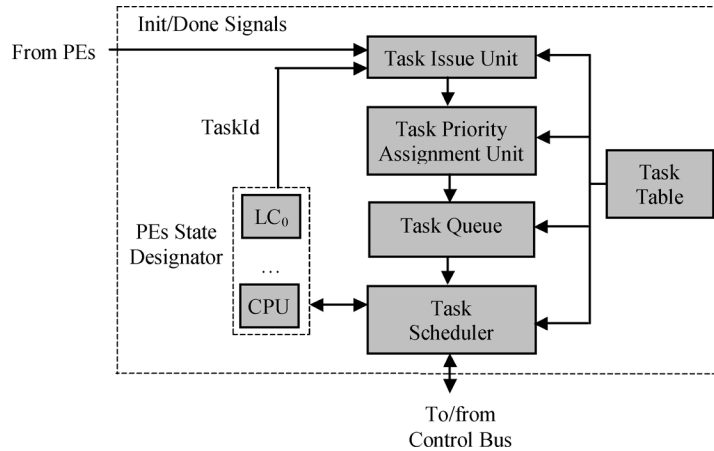 Init/Done Signals
From PEs
Task Issue Unit
TaskId
Task Priority
Assignment Unit
Task
Table
LC₀
PEs State
Designator
...
CPU
Task Queue
Task
Scheduler
To/from
Control Bus